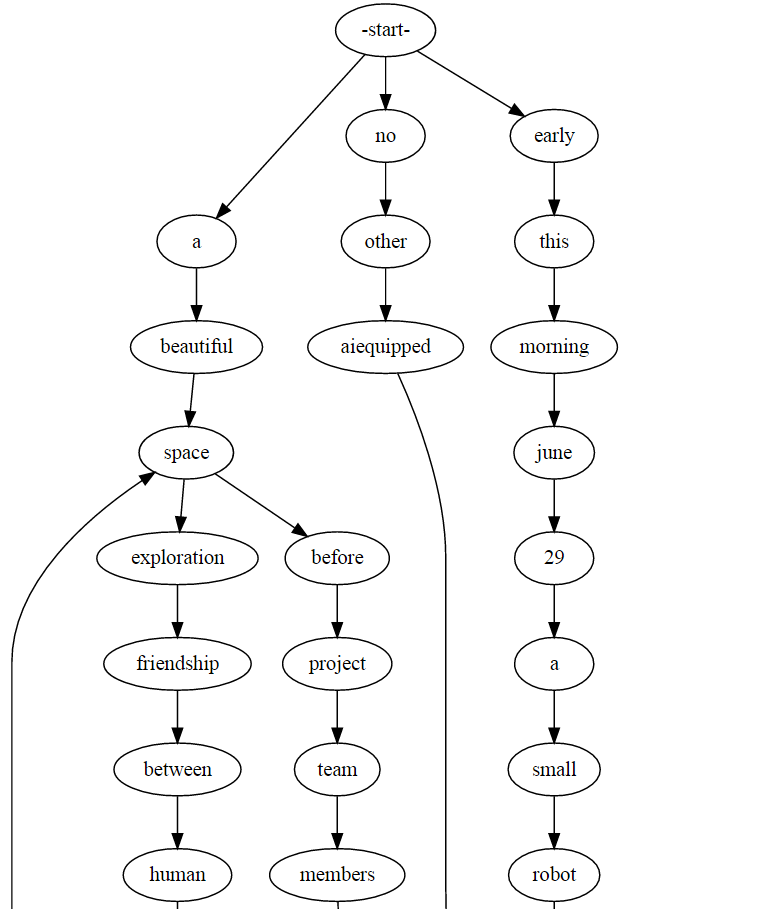 -start-
no
early
a
other
this
beautiful
aiequipped
morning
space
june
exploration
before
29
friendship
project
a
between
team
small
human
members
robot